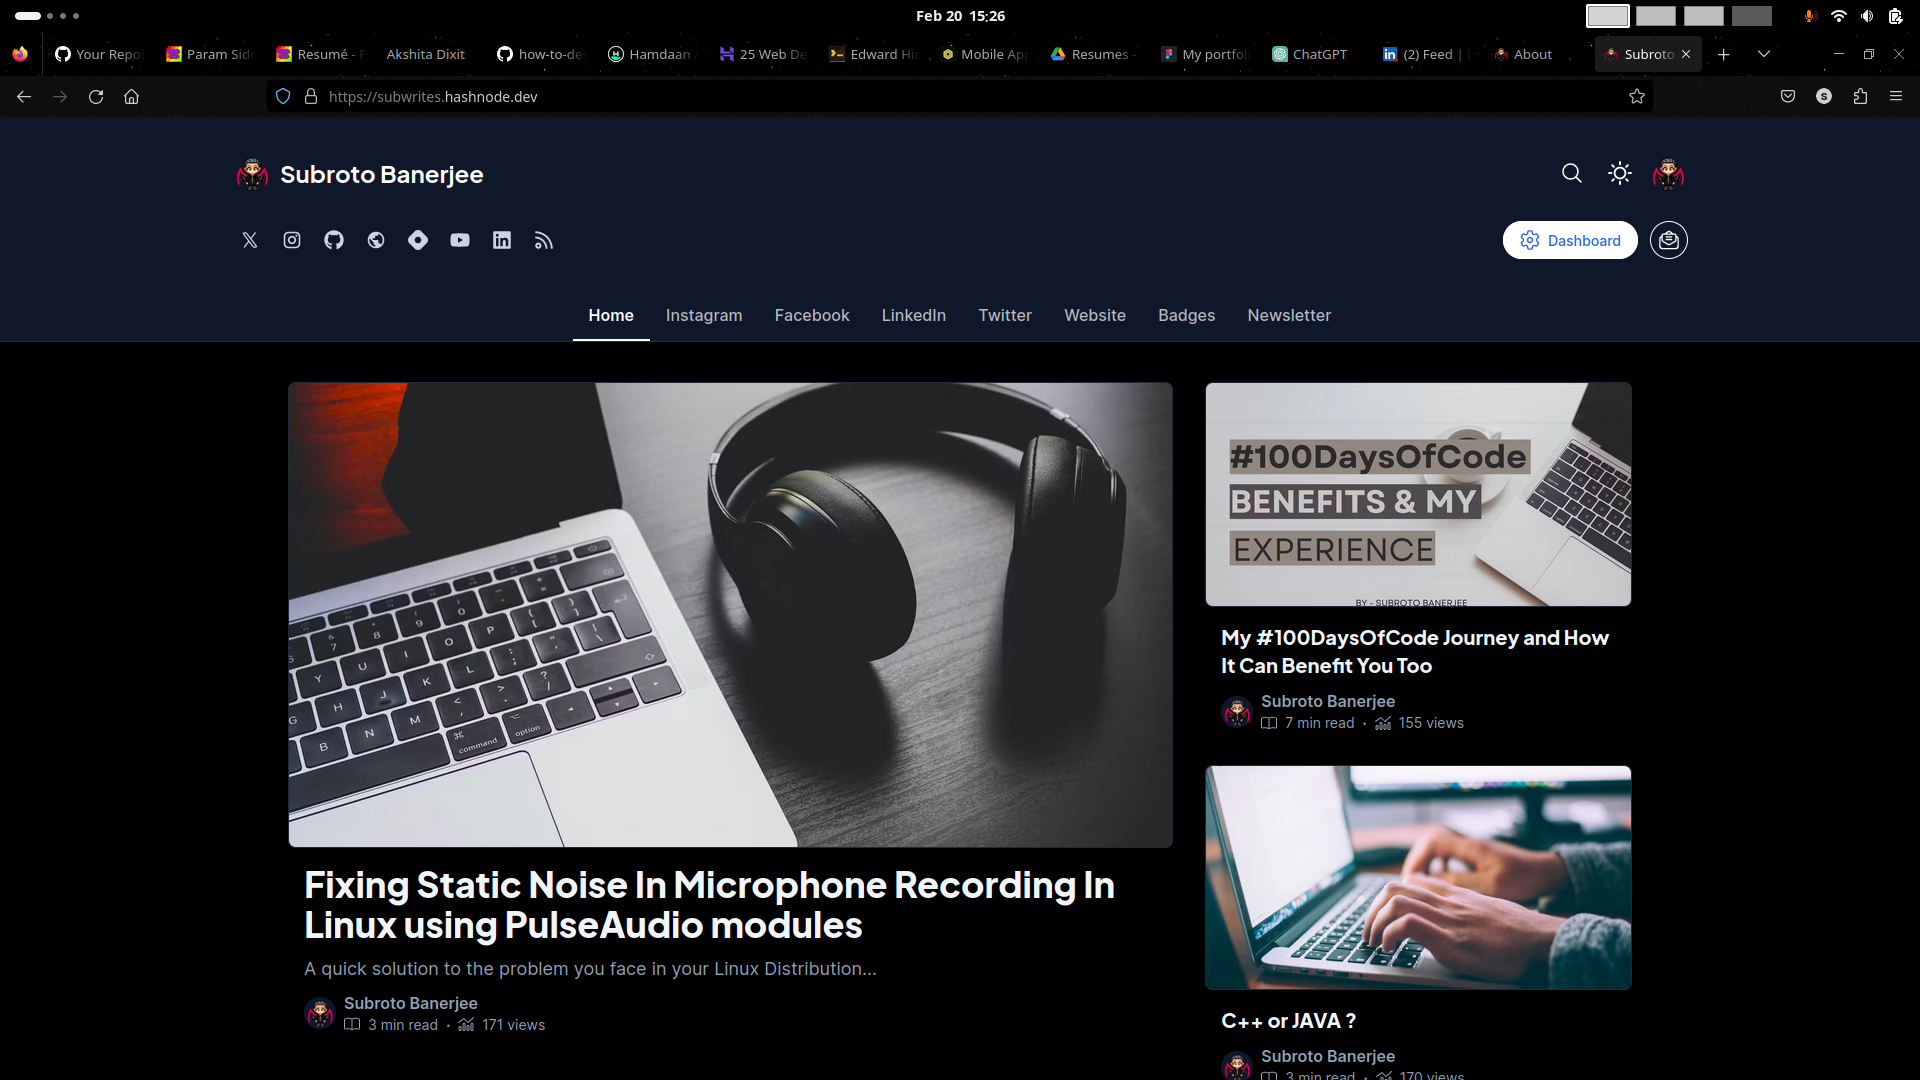 Feb 20 15:26
Your Repos
Param Sid
Resumé - F
Akshita Dixit
how-to-de
Hamdaan
25 Web De
Edward Hi
Mobile Ap
Resumes -
My portfol
ChatGPT
(2) Feed | L
About
Subroto
https://subwrites.hashnode.dev
Subroto Banerjee
Dashboard
Home
Instagram
Facebook
LinkedIn
Twitter
Website
Badges
Newsletter
#100DaysOfCode
BENEFITS & MY
EXPERIENCE
BY - SUBROTO BANERJEE
My #100DaysOfCode Journey and How
It Can Benefit You Too
Subroto Banerjee
7 min read · 155 views
command
option
Fixing Static Noise In Microphone Recording In
Linux using PulseAudio modules
A quick solution to the problem you face in your Linux Distribution...
Subroto Banerjee
3 min read · 171 views
C++ or JAVA ?
Subroto Banerjee
3 min read · 170 views